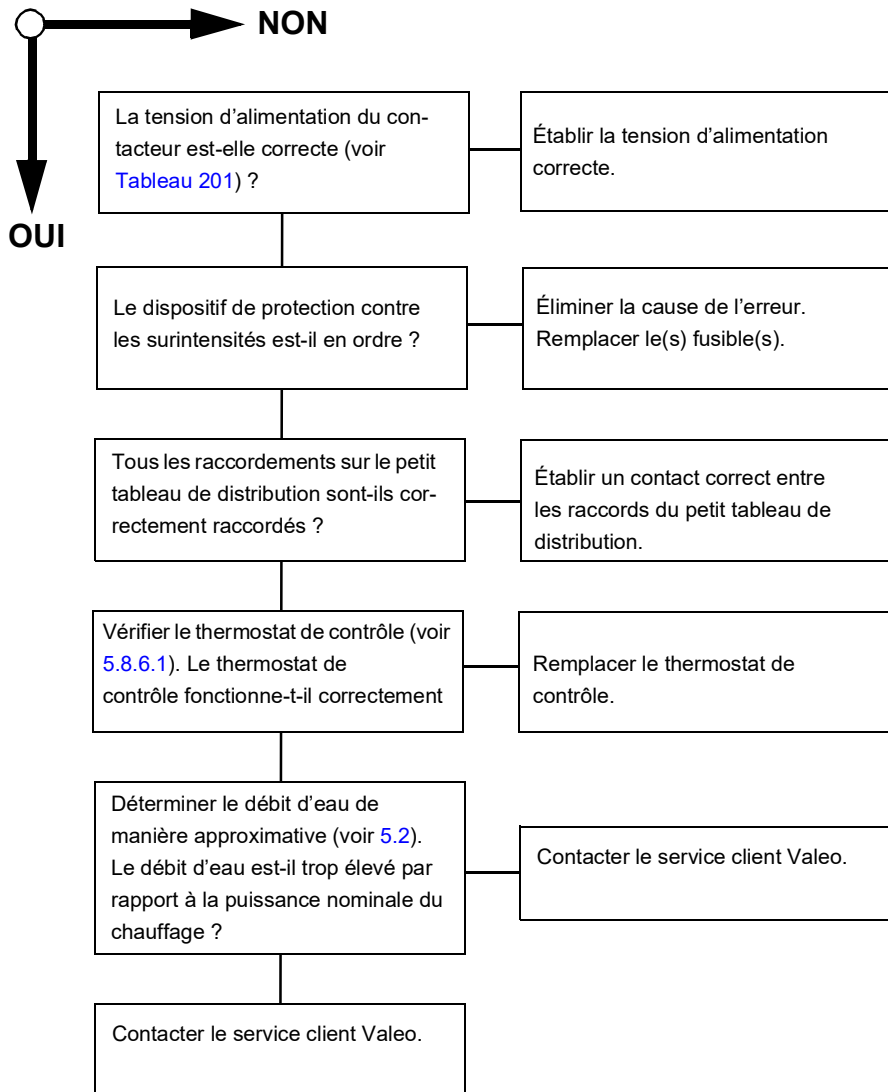 NON
OUI
La tension d’alimentation du con-
tacteur est-elle correcte (voir
Tableau 201) ?
Établir la tension d’alimentation
correcte.
Le dispositif de protection contre
les surintensités est-il en ordre ?
Éliminer la cause de l’erreur.
Remplacer le(s) fusible(s).
Tous les raccordements sur le petit
tableau de distribution sont-ils cor-
rectement raccordés ?
Établir un contact correct entre
les raccords du petit tableau de
distribution.
Vérifier le thermostat de contrôle (voir
5.8.6.1). Le thermostat de
contrôle fonctionne-t-il correctement
Remplacer le thermostat de
contrôle.
Déterminer le débit d'eau de
manière approximative (voir 5.2).
Le débit d'eau est-il trop élevé par
rapport à la puissance nominale du
chauffage ?
Contacter le service client Valeo.
Contacter le service client Valeo.